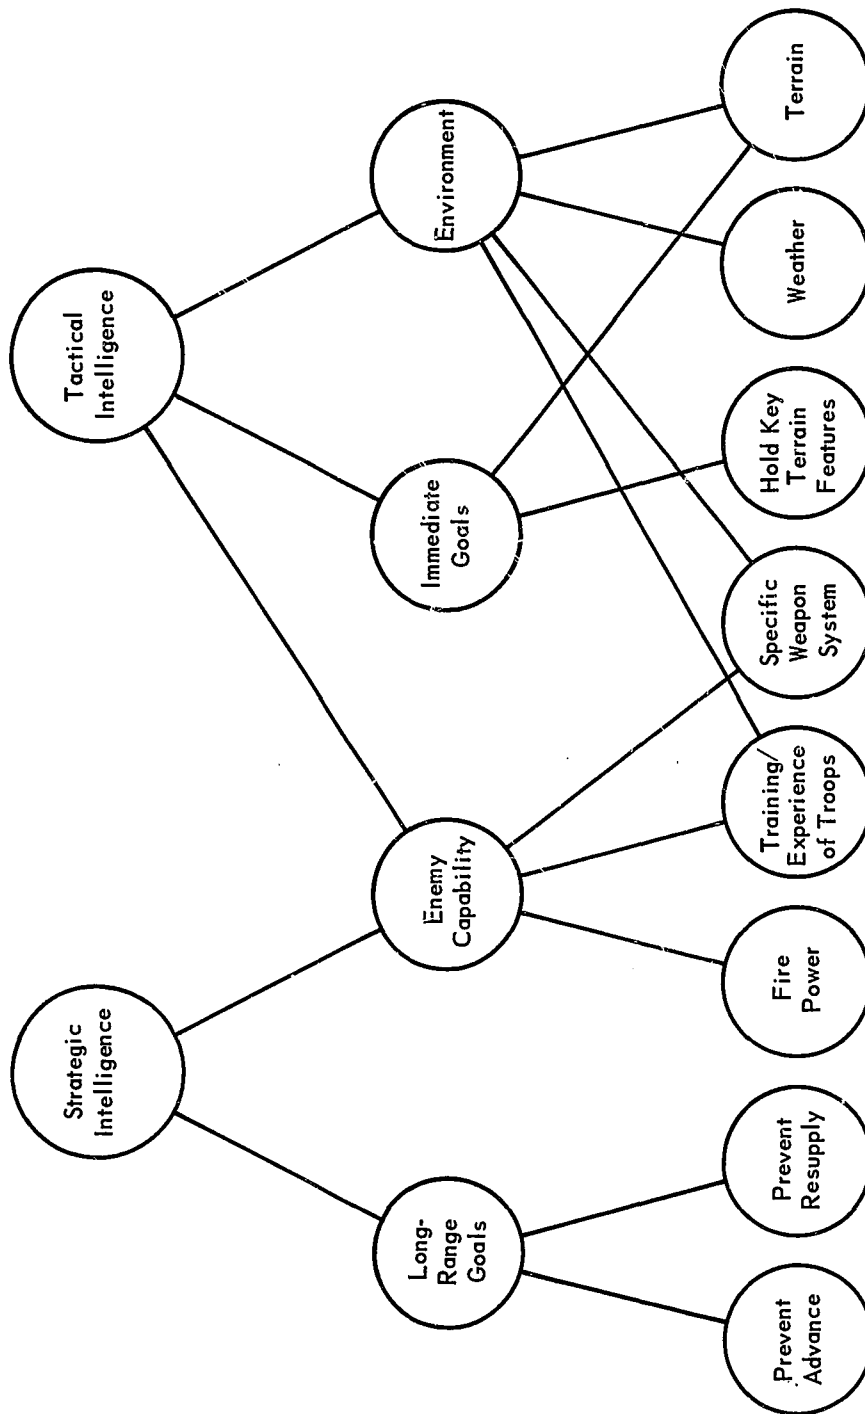 Strategic
Intelligence
Tactical
Intelligence
Long-
Range
Goals
Enemy
Capability
Immediate
Goals
Environment
Prevent
Advance
Prevent
Resupply
Fire
Power
Training/
Experience
of Troops
Specific
Weapon
System
Hold Key
Terrain
Features
Weather
Terrain